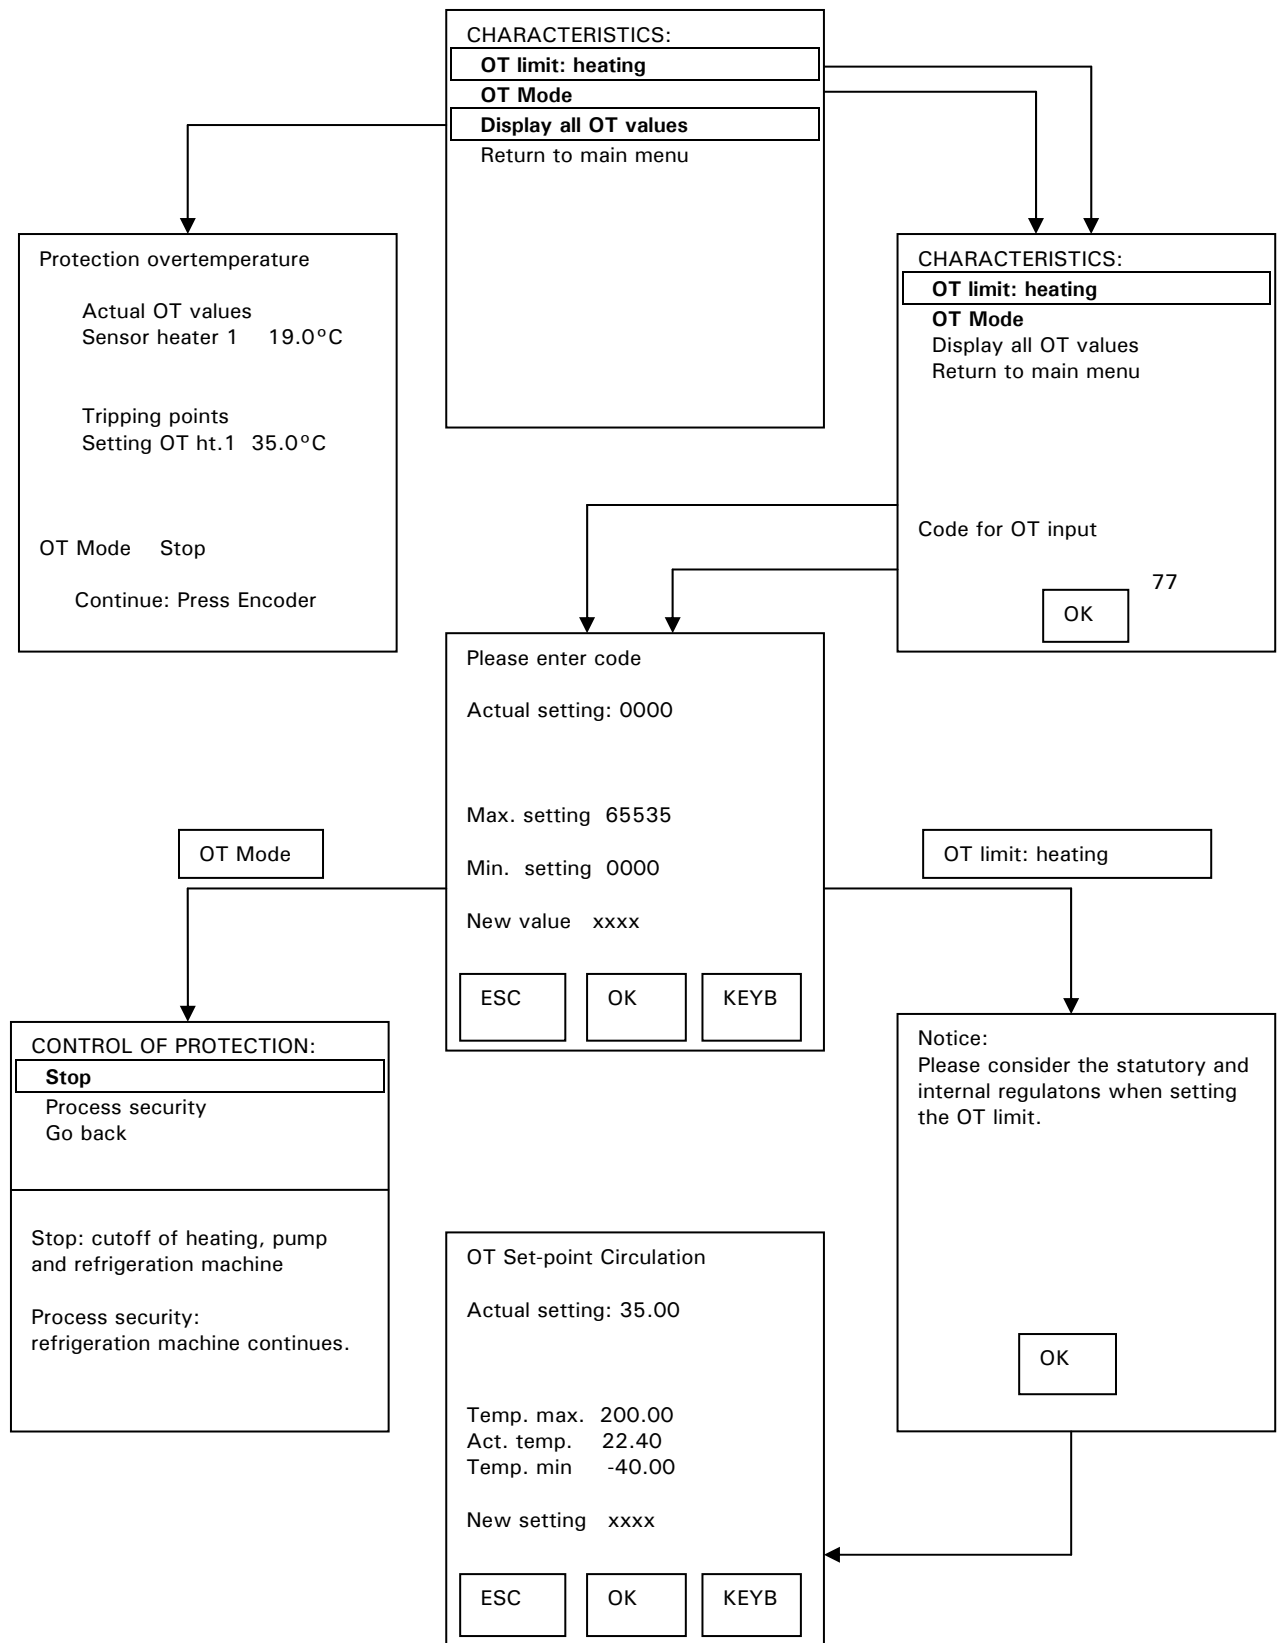 CHARACTERISTICS:
OT limit: heating
OT Mode
Display all OT values
Return to main menu
Protection overtemperature
Actual OT values
Sensor heater 1 19.0°C
Tripping points
Setting OT ht.1 35.0°C
OT Mode Stop
Continue: Press Encoder
CHARACTERISTICS:
OT limit: heating
OT Mode
Display all OT values
Return to main menu
Code for OT input
77
OK
Please enter code
Actual setting: 0000
Max. setting 65535
Min. setting 0000
New value xxxx
ESC OK KEYB
OT Mode
OT limit: heating
CONTROL OF PROTECTION:
Stop
Process security
Go back
Stop: cutoff of heating, pump
and refrigeration machine
Process security:
refrigeration machine continues.
Notice:
Please consider the statutory and
internal regulatons when setting
the OT limit.
OK
OT Set-point Circulation
Actual setting: 35.00
Temp. max. 200.00
Act. temp. 22.40
Temp. min -40.00
New setting xxxx
ESC OK KEYB